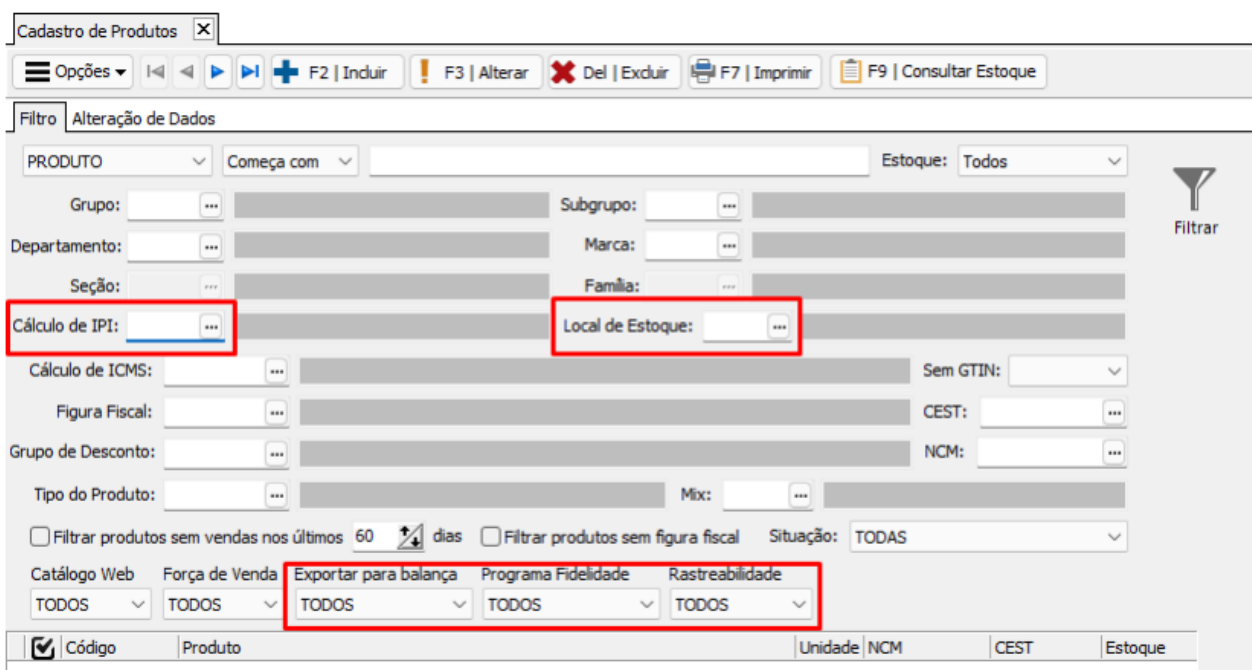 Cadastro de Produtos
Opções F2 | Incluir F3 | Alterar Del | Excluir F7 | Imprimir F9 | Consultar Estoque
Filtro Alteração de Dados
PRODUTO Começa com Estoque: Todos
Grupo: ... Subgrupo: ...
Filtrar
Departamento: ... Marca: ...
Seção: ... Família: ...
Cálculo de IPI: ... Local de Estoque: ...
Cálculo de ICMS: ... Sem GTIN:
Figura Fiscal: ... CEST: ...
Grupo de Desconto: ... NCM: ...
Tipo do Produto: ... Mix: ...
Filtrar produtos sem vendas nos últimos 60 dias Filtrar produtos sem figura fiscal Situação: TODAS
Catálogo Web Força de Venda Exportar para balança Programa Fidelidade Rastreabilidade
TODOS TODOS TODOS TODOS TODOS
Código Produto Unidade NCM CEST Estoque